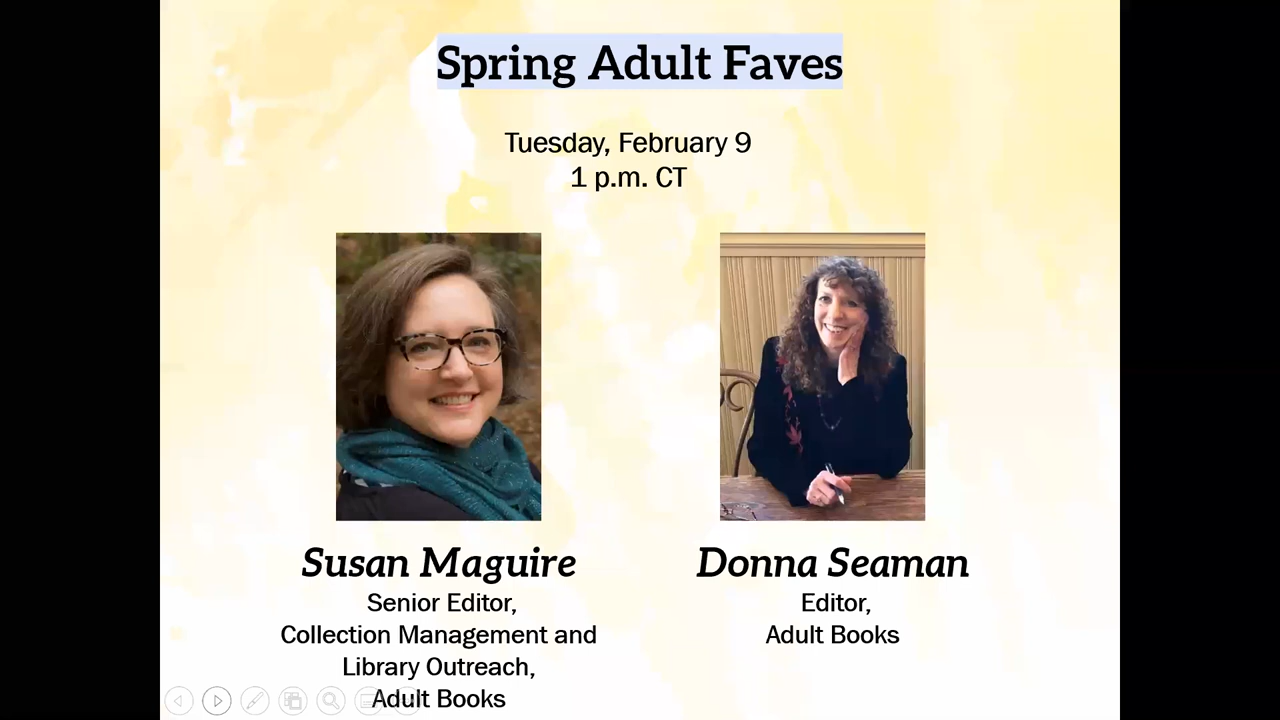 Spring Adult Faves
Tuesday, February 9
1 p.m. CT
Susan Maguire
Senior Editor,
Collection Management and
Library Outreach,
Adult Books
Donna Seaman
Editor,
Adult Books